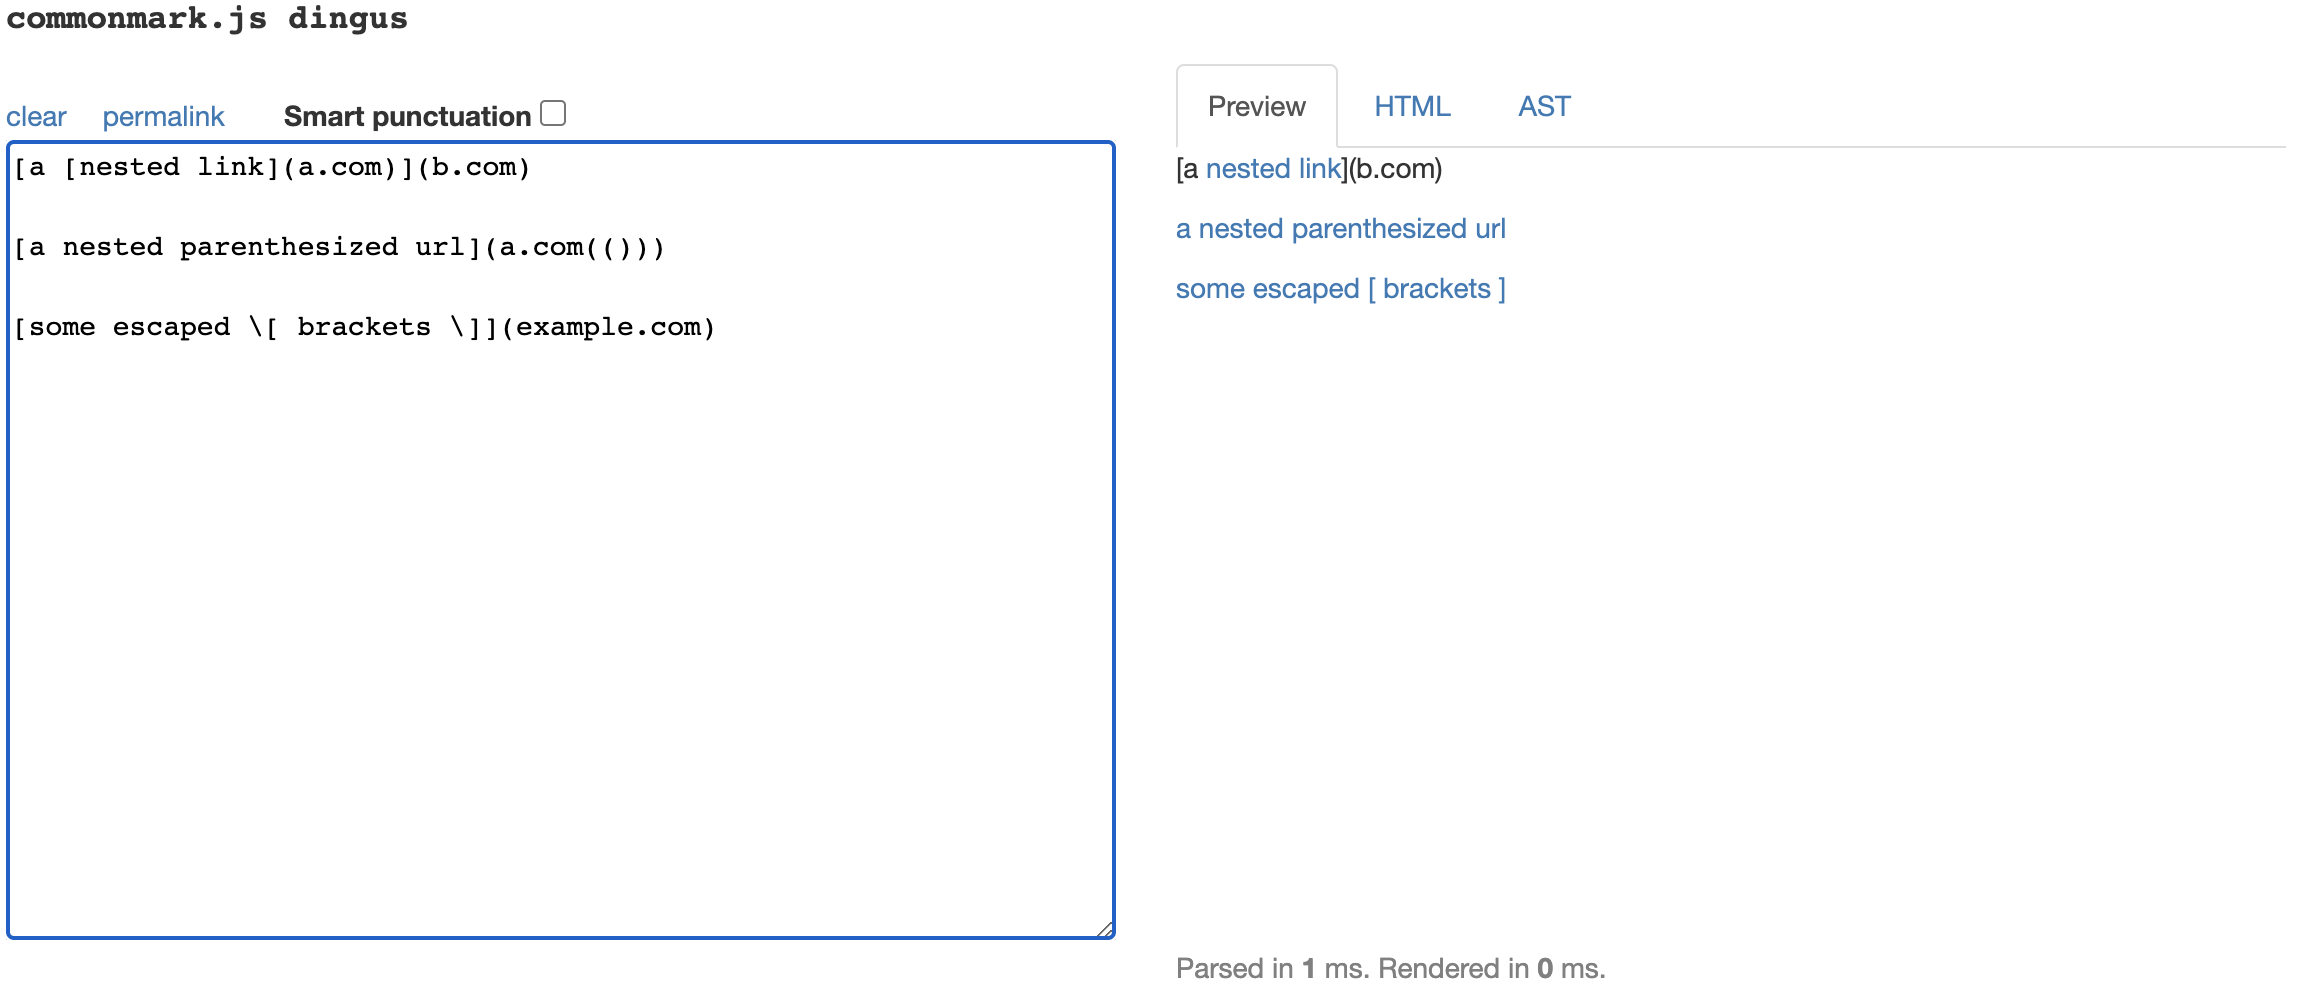 commonmark.js dingus
clear permalink Smart punctuation
[a [nested link](a.com)](b.com)
[a nested parenthesized url](a.com(()))
[some escaped \[ brackets \]](example.com)
Preview HTML AST
[a nested link](b.com)
a nested parenthesized url
some escaped [ brackets ]
Parsed in 1 ms. Rendered in 0 ms.